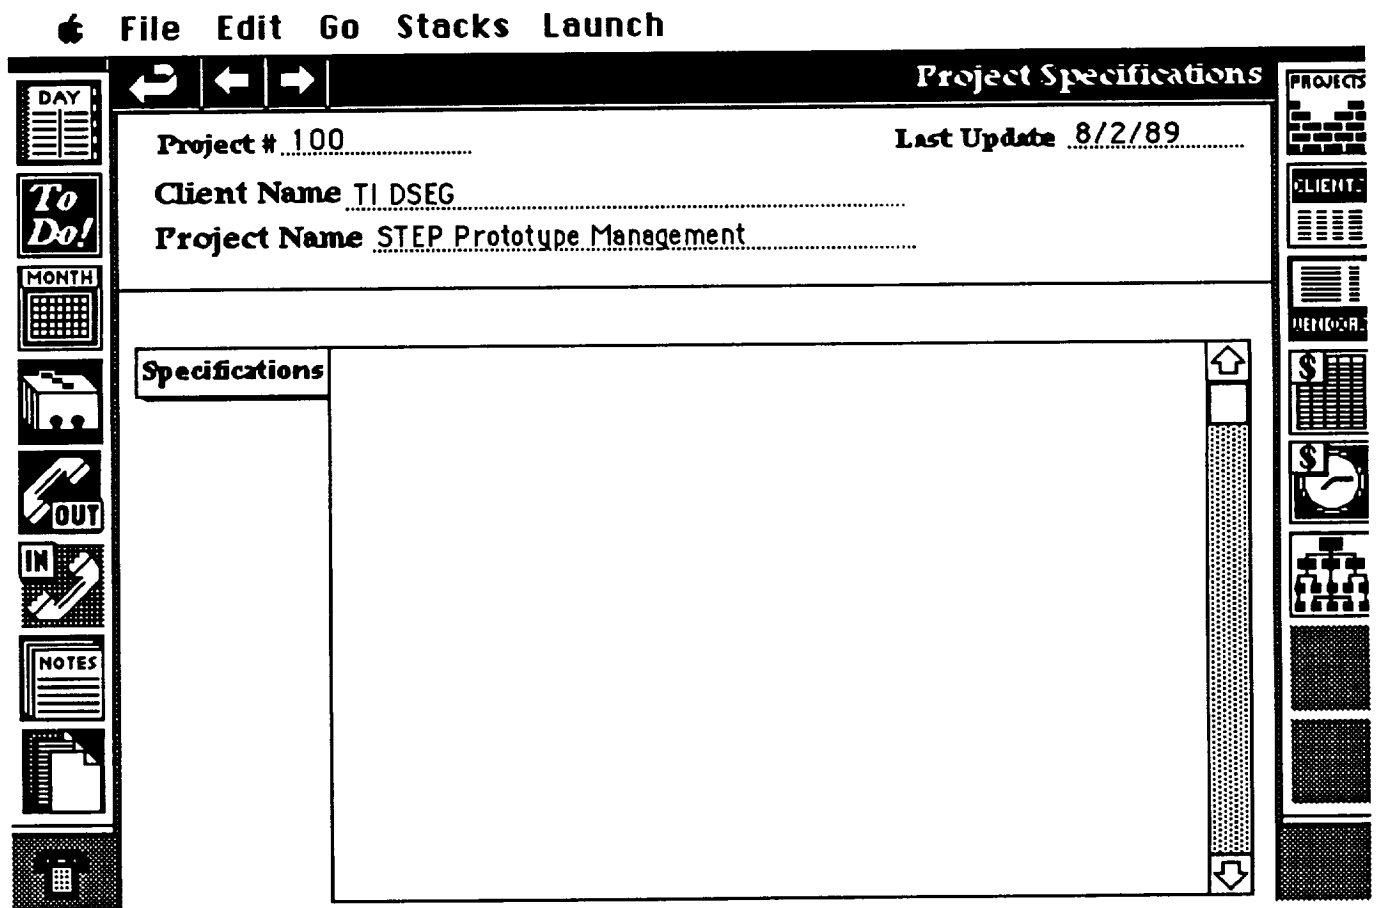 File Edit Go Stacks Launch
Project Specifications
Project # 100
Last Update 8/2/89
Client Name TI DSEG
Project Name STEP Prototype Management
Specifications
DAY
To
Do!
MONTH
OUT
IN
NOTES
PROJECTS
CLIENTS
VENDORS
$
$